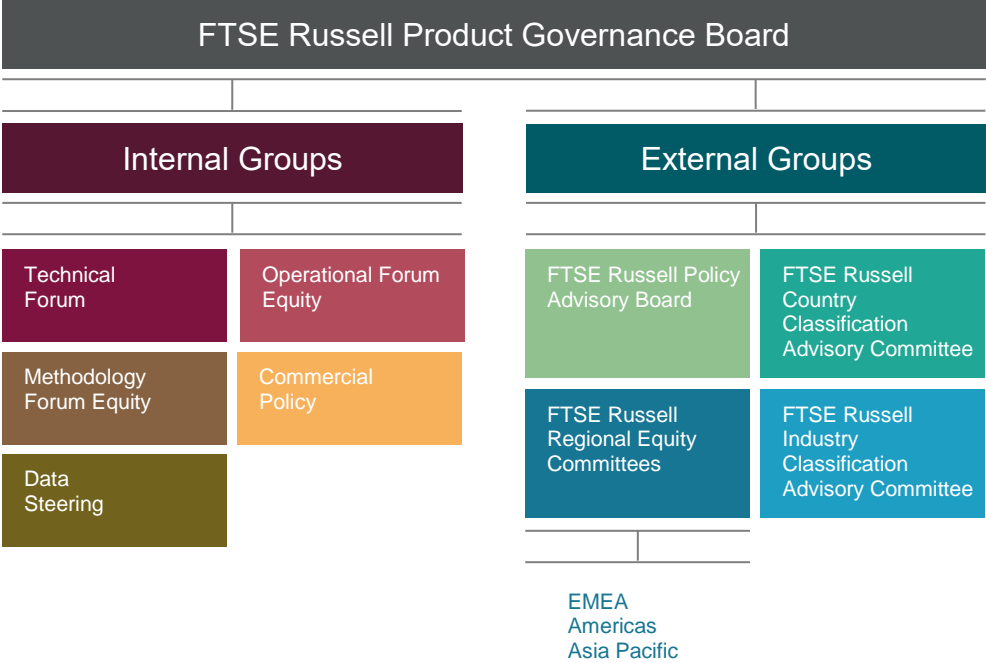 FTSE Russell Product Governance Board
Internal Groups
External Groups
Technical
Forum
Operational Forum
Equity
Methodology
Forum Equity
Commercial
Policy
Data
Steering
FTSE Russell Policy
Advisory Board
FTSE Russell
Country
Classification
Advisory Committee
FTSE Russell
Regional Equity
Committees
FTSE Russell
Industry
Classification
Advisory Committee
EMEA
Americas
Asia Pacific